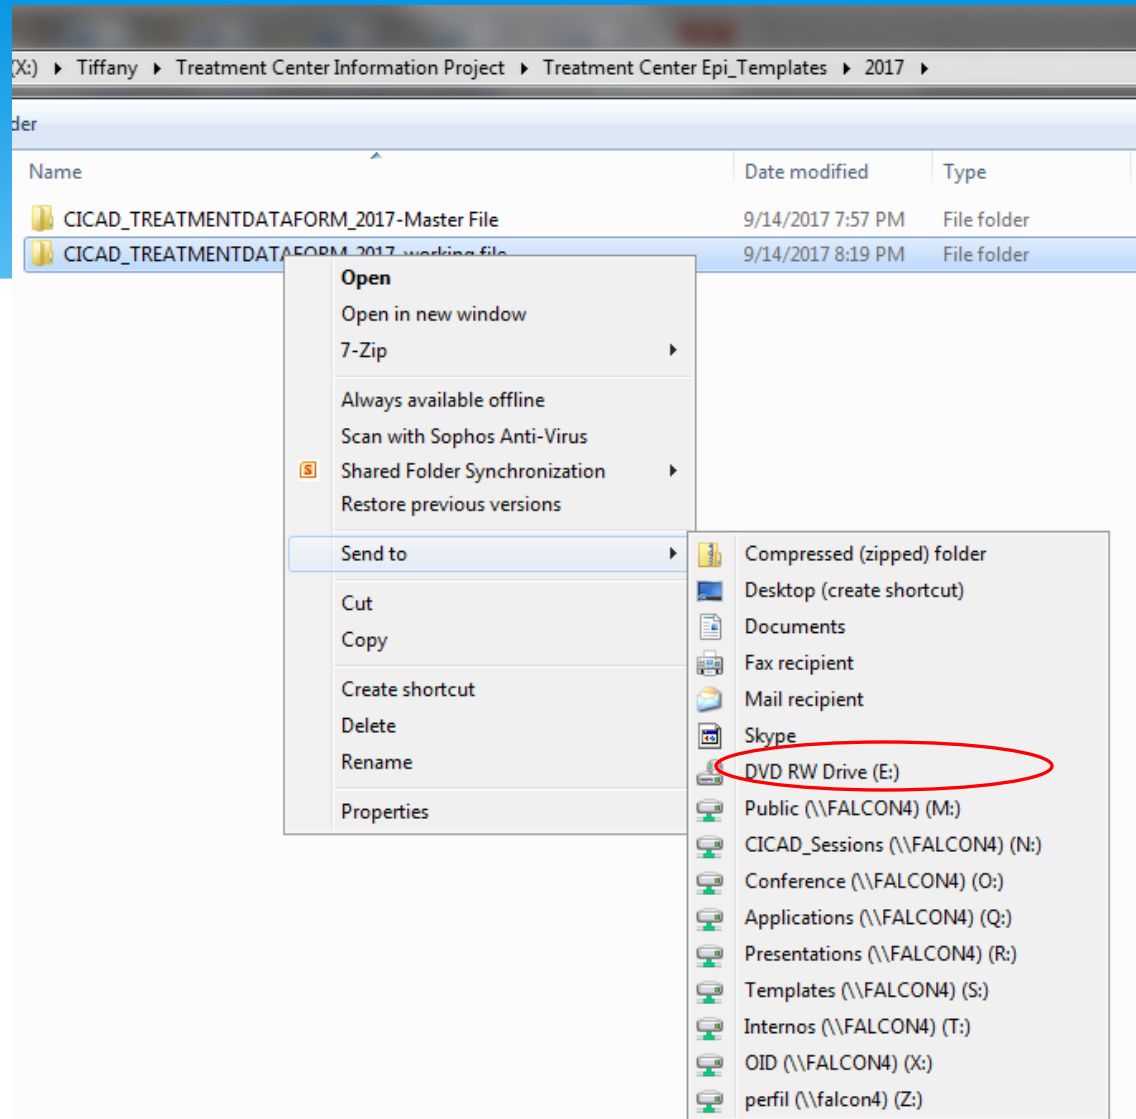 (X:) Tiffany Treatment Center Information Project Treatment Center Epi_Templates 2017
der
Name Date modified Type
CICAD_TREATMENTDATAFORM_2017-Master File 9/14/2017 7:57 PM File folder
CICAD_TREATMENTDATAFORM_2017-working file 9/14/2017 8:19 PM File folder
Open
Open in new window
7-Zip
Always available offline
Scan with Sophos Anti-Virus
Shared Folder Synchronization
Restore previous versions
Send to
Cut
Copy
Create shortcut
Delete
Rename
Properties
Compressed (zipped) folder
Desktop (create shortcut)
Documents
Fax recipient
Mail recipient
Skype
DVD RW Drive (E:)
Public (\\FALCON4) (M:)
CICAD_Sessions (\\FALCON4) (N:)
Conference (\\FALCON4) (O:)
Applications (\\FALCON4) (Q:)
Presentations (\\FALCON4) (R:)
Templates (\\FALCON4) (S:)
Internos (\\FALCON4) (T:)
OID (\\FALCON4) (X:)
perfil (\\falcon4) (Z:)